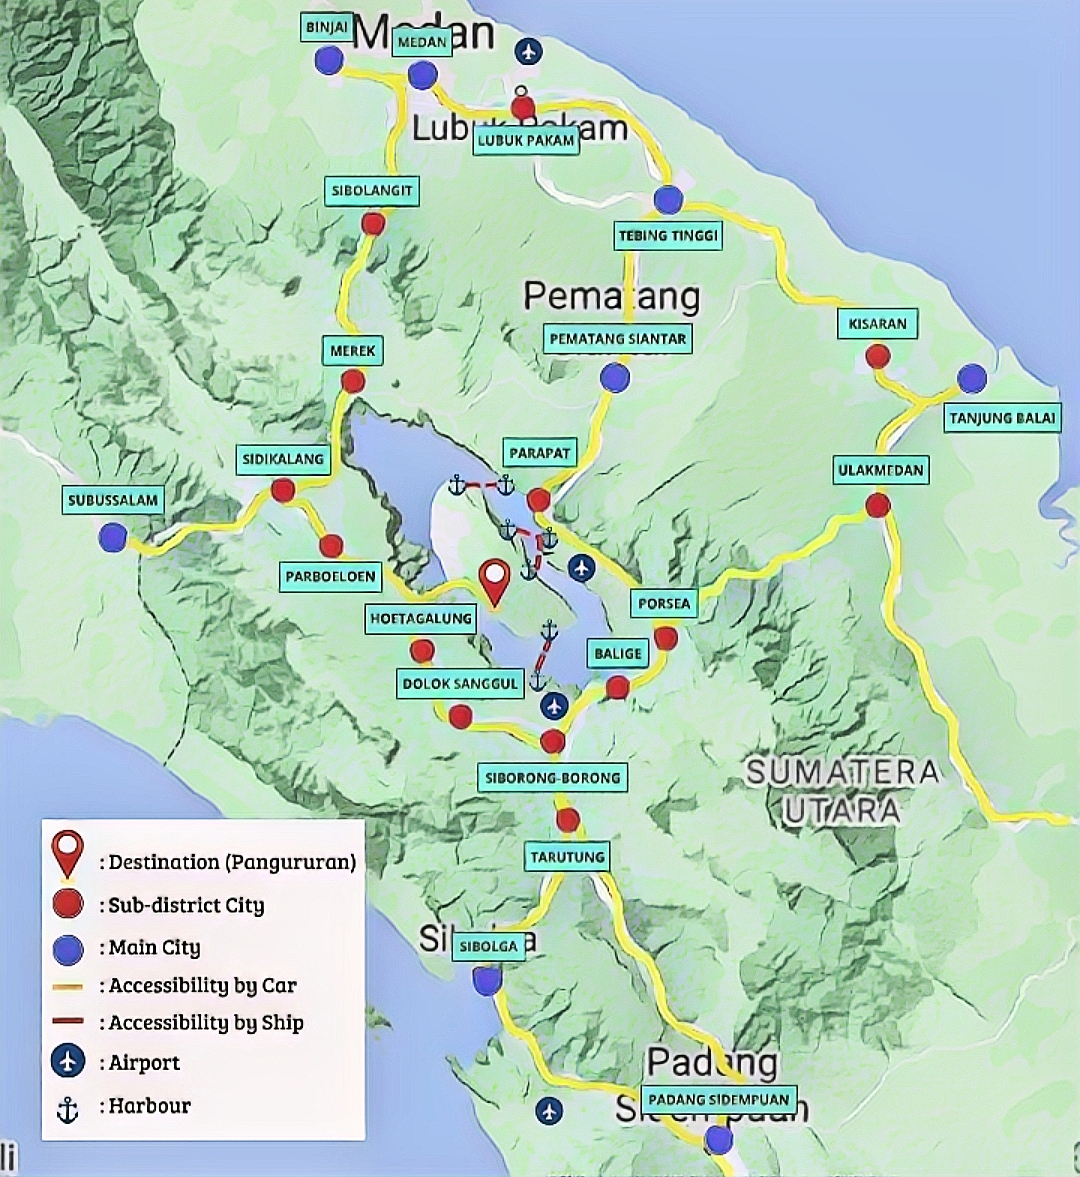 BINJAI
Medan
MEDAN
Lubuk Pakam
LUBUK PAKAM
SIBOLANGIT
TEBING TINGGI
Pematang
KISARAN
PEMATANG SIANTAR
MEREK
TANJUNG BALAI
PARAPAT
SIDIKALANG
ULAKMEDAN
SUBUSSALAM
PARBOELOEN
PORSEA
HOETAGALUNG
BALIGE
DOLOK SANGGUL
SIBORONG-BORONG
SUMATERA
UTARA
TARUTUNG
: Destination (Pangururan)
: Sub-district City
: Main City
: Accessibility by Car
: Accessibility by Ship
: Airport
: Harbour
SIBOLGA
Padang
PADANG SIDEMPUAN
li